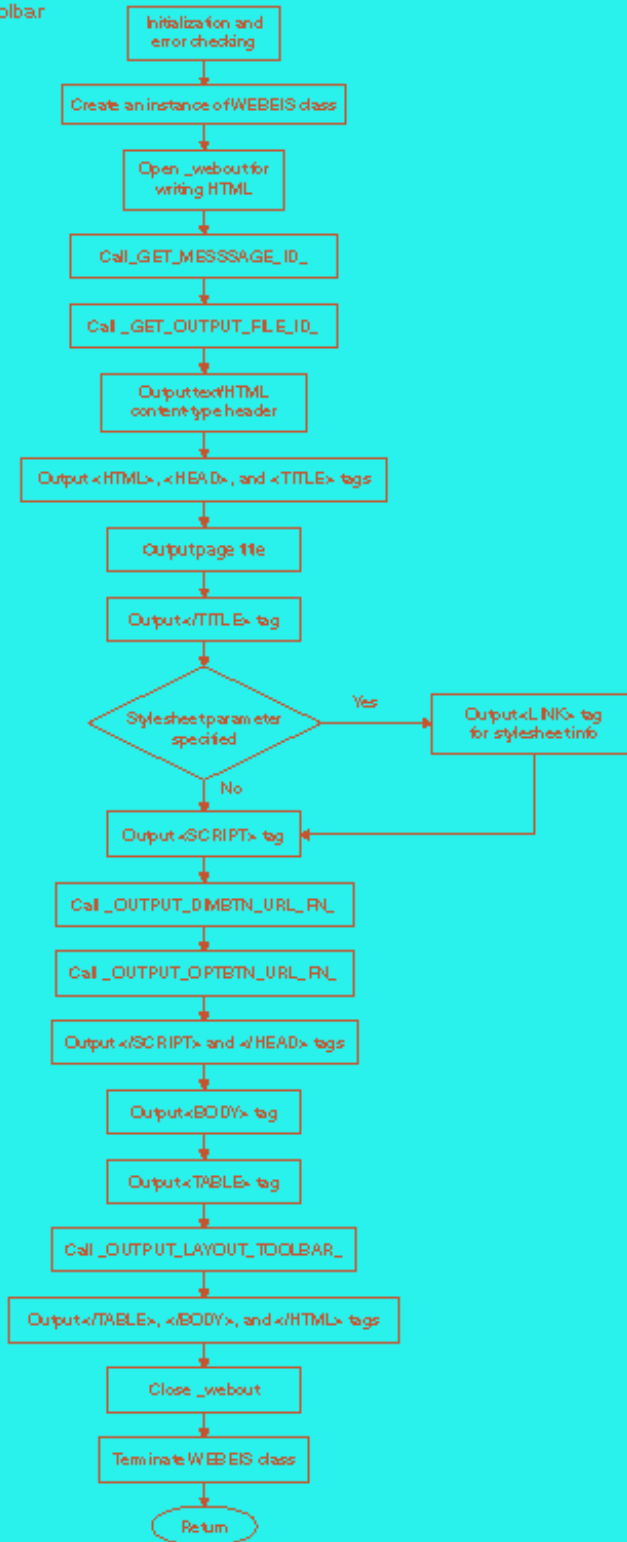 olbar
Initialization and
error checking
Create an instance of WEBEIS class
Open _webout for
writing HTML
Call _GET_MESSSAGE_ID_
Call _GET_OUTPUT_FILE_ID_
Output text/HTML
content-type header
Output <HTML>, <HEAD>, and <TITLE> tags
Output page title
Output </TITLE> tag
Stylesheet parameter
specified
Yes
Output <LINK> tag
for stylesheet info
No
Output <SCRIPT> tag
Call _OUTPUT_DIMBTN_URL_FN_
Call _OUTPUT_OPTBTN_URL_FN_
Output </SCRIPT> and </HEAD> tags
Output <BODY> tag
Output <TABLE> tag
Call _OUTPUT_LAYOUT_TOOLBAR_
Output </TABLE>, </BODY>, and </HTML> tags
Close _webout
Terminate WEBEIS class
Return